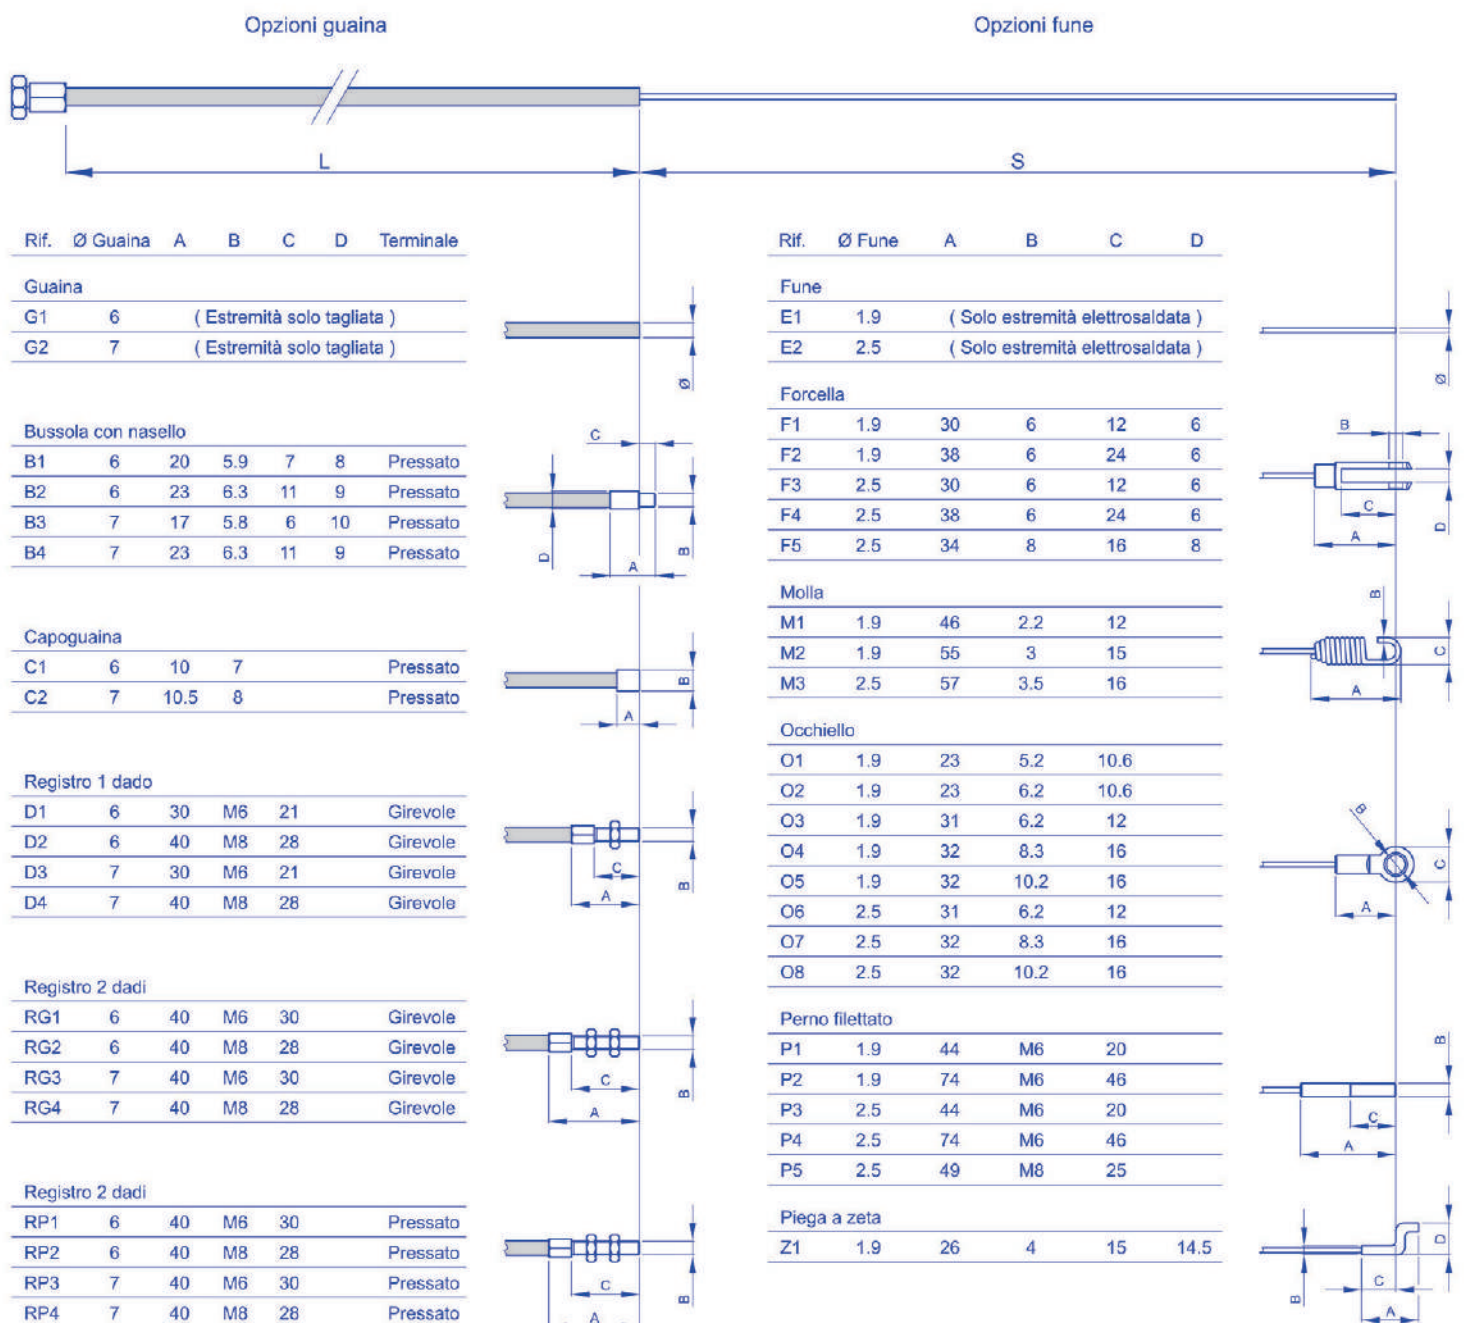 Opzioni guaina
Opzioni fune
L
S
Rif. Ø Guaina A B C D Terminale
Guaina
G1 6 ( Estremità solo tagliata )
G2 7 ( Estremità solo tagliata )
Ø
Bussola con nasello
B1 6 20 5.9 7 8 Pressato
B2 6 23 6.3 11 9 Pressato
B3 7 17 5.8 6 10 Pressato
B4 7 23 6.3 11 9 Pressato
C
D
A
B
Capoguaina
C1 6 10 7 Pressato
C2 7 10.5 8 Pressato
B
A
Registro 1 dado
D1 6 30 M6 21 Girevole
D2 6 40 M8 28 Girevole
D3 7 30 M6 21 Girevole
D4 7 40 M8 28 Girevole
C
A
B
Registro 2 dadi
RG1 6 40 M6 30 Girevole
RG2 6 40 M8 28 Girevole
RG3 7 40 M6 30 Girevole
RG4 7 40 M8 28 Girevole
C
A
B
Registro 2 dadi
RP1 6 40 M6 30 Pressato
RP2 6 40 M8 28 Pressato
RP3 7 40 M6 30 Pressato
RP4 7 40 M8 28 Pressato
C
A
B
Rif. Ø Fune A B C D
Fune
E1 1.9 ( Solo estremità elettrosaldata )
E2 2.5 ( Solo estremità elettrosaldata )
Ø
Forcella
F1 1.9 30 6 12 6
F2 1.9 38 6 24 6
F3 2.5 30 6 12 6
F4 2.5 38 6 24 6
F5 2.5 34 8 16 8
B
C
A
D
Molla
M1 1.9 46 2.2 12
M2 1.9 55 3 15
M3 2.5 57 3.5 16
B
C
A
Occhiello
O1 1.9 23 5.2 10.6
O2 1.9 23 6.2 10.6
O3 1.9 31 6.2 12
O4 1.9 32 8.3 16
O5 1.9 32 10.2 16
O6 2.5 31 6.2 12
O7 2.5 32 8.3 16
O8 2.5 32 10.2 16
B
C
A
Perno filettato
P1 1.9 44 M6 20
P2 1.9 74 M6 46
P3 2.5 44 M6 20
P4 2.5 74 M6 46
P5 2.5 49 M8 25
B
C
A
Piega a zeta
Z1 1.9 26 4 15 14.5
D
C
B
A